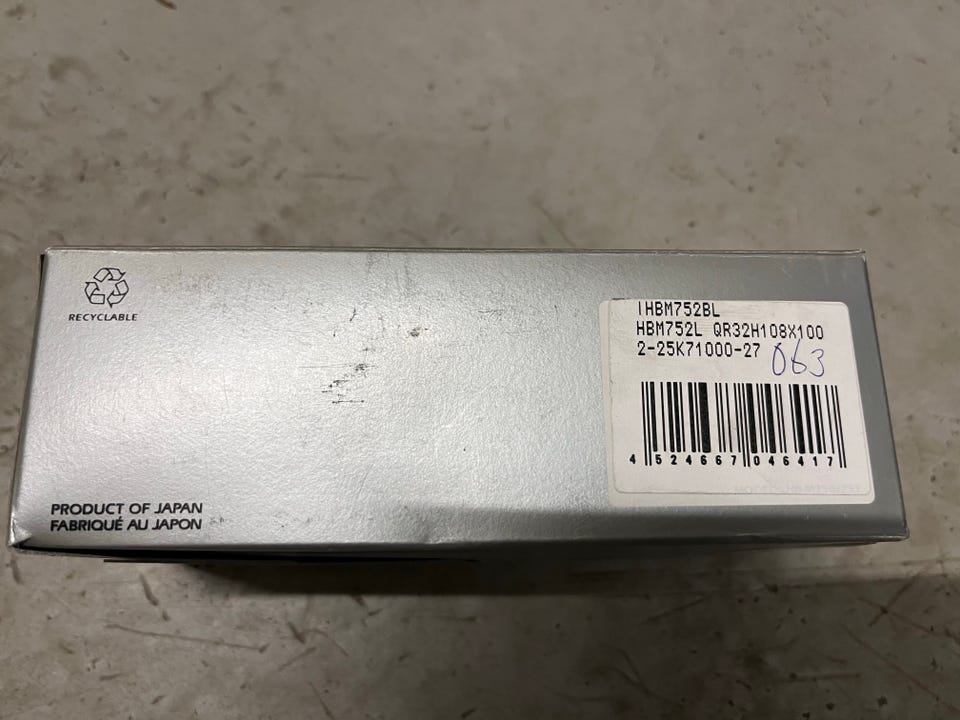 RECYCLABLE
IHBM752BL
HBM752L QR32H108X100
2-25K71000-27 063
4 524667 046417
PRODUCT OF JAPAN
FABRIQUÉ AU JAPON